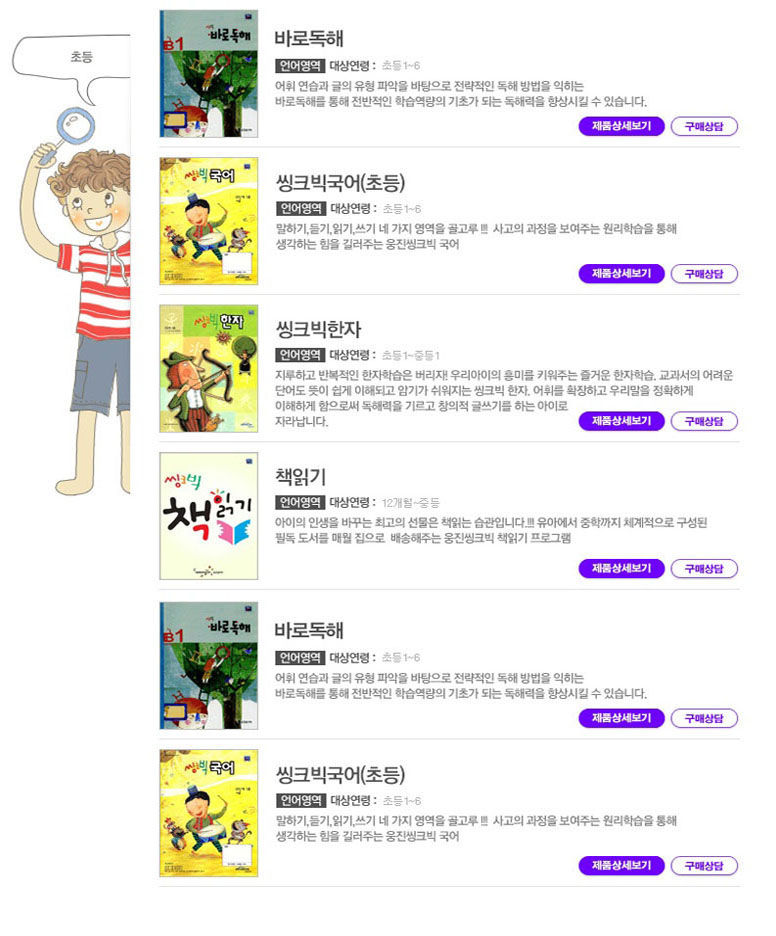 초등
B1
바로독해
바로독해
언어영역 대상연령 : 초등1~6
어휘 연습과 글의 유형 파악을 바탕으로 전략적인 독해 방법을 익히는
바로독해를 통해 전반적인 학습역량의 기초가 되는 독해력을 향상시킬 수 있습니다.
제품상세보기 구매상담
씽크빅국어
씽크빅국어(초등)
언어영역 대상연령 : 초등1~6
말하기,듣기,읽기,쓰기 네 가지 영역을 골고루 !!! 사고의 과정을 보여주는 원리학습을 통해
생각하는 힘을 길러주는 웅진씽크빅 국어
제품상세보기 구매상담
씽크빅한자
씽크빅한자
언어영역 대상연령 : 초등1~중등1
지루하고 반복적인 한자학습은 버리자! 우리아이의 흥미를 키워주는 즐거운 한자학습. 교과서의 어려운
단어도 뜻이 쉽게 이해되고 암기가 쉬워지는 씽크빅 한자. 어휘를 확장하고 우리말을 정확하게
이해하게 함으로써 독해력을 기르고 창의적 글쓰기를 하는 아이로
자라납니다.
제품상세보기 구매상담
씽크빅
책읽기
책읽기
언어영역 대상연령 : 12개월~중등
아이의 인생을 바꾸는 최고의 선물은 책읽는 습관입니다.!!! 유아에서 중학까지 체계적으로 구성된
필독 도서를 매월 집으로 배송해주는 웅진씽크빅 책읽기 프로그램
제품상세보기 구매상담
B1
바로독해
바로독해
언어영역 대상연령 : 초등1~6
어휘 연습과 글의 유형 파악을 바탕으로 전략적인 독해 방법을 익히는
바로독해를 통해 전반적인 학습역량의 기초가 되는 독해력을 향상시킬 수 있습니다.
제품상세보기 구매상담
씽크빅국어
씽크빅국어(초등)
언어영역 대상연령 : 초등1~6
말하기,듣기,읽기,쓰기 네 가지 영역을 골고루 !!! 사고의 과정을 보여주는 원리학습을 통해
생각하는 힘을 길러주는 웅진씽크빅 국어
제품상세보기 구매상담